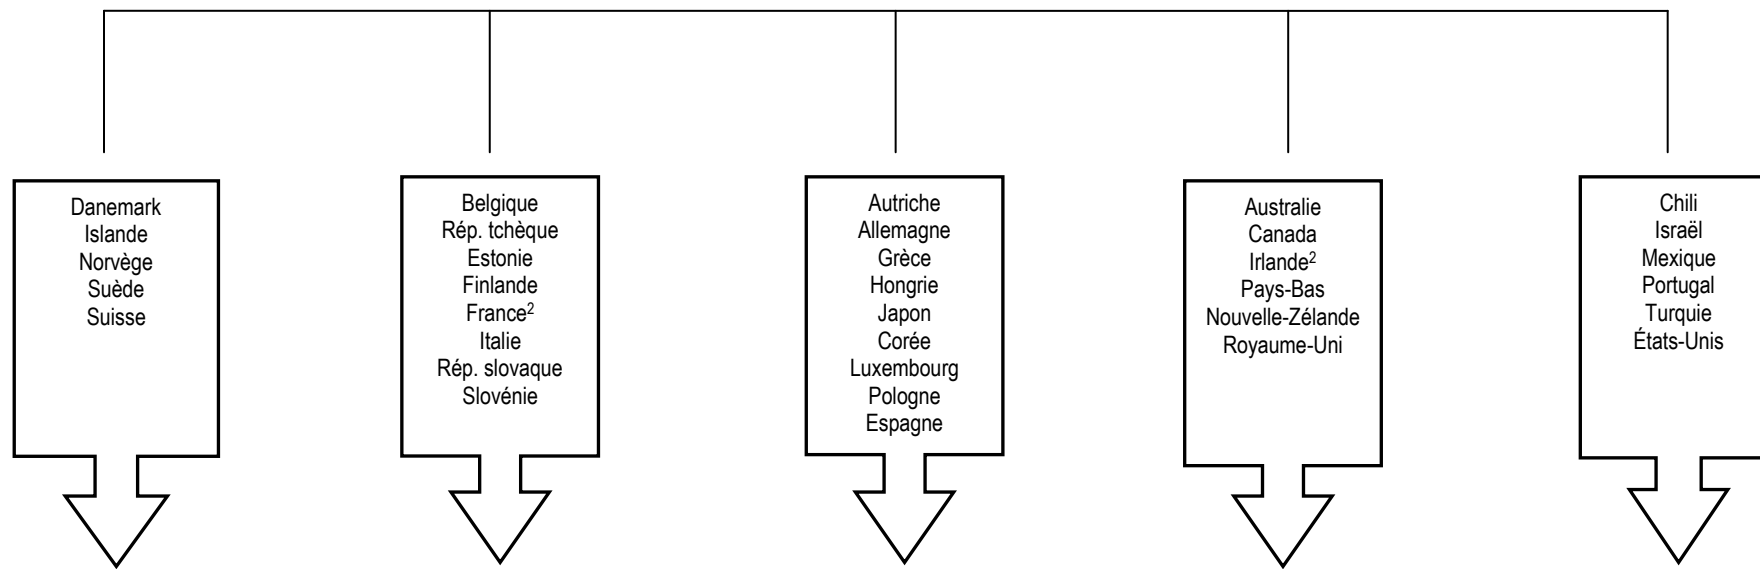 Danemark
Islande
Norvège
Suède
Suisse
Belgique
Rép. tchèque
Estonie
Finlande
France²
Italie
Rép. slovaque
Slovénie
Autriche
Allemagne
Grèce
Hongrie
Japon
Corée
Luxembourg
Pologne
Espagne
Australie
Canada
Irlande²
Pays-Bas
Nouvelle-Zélande
Royaume-Uni
Chili
Israël
Mexique
Portugal
Turquie
États-Unis